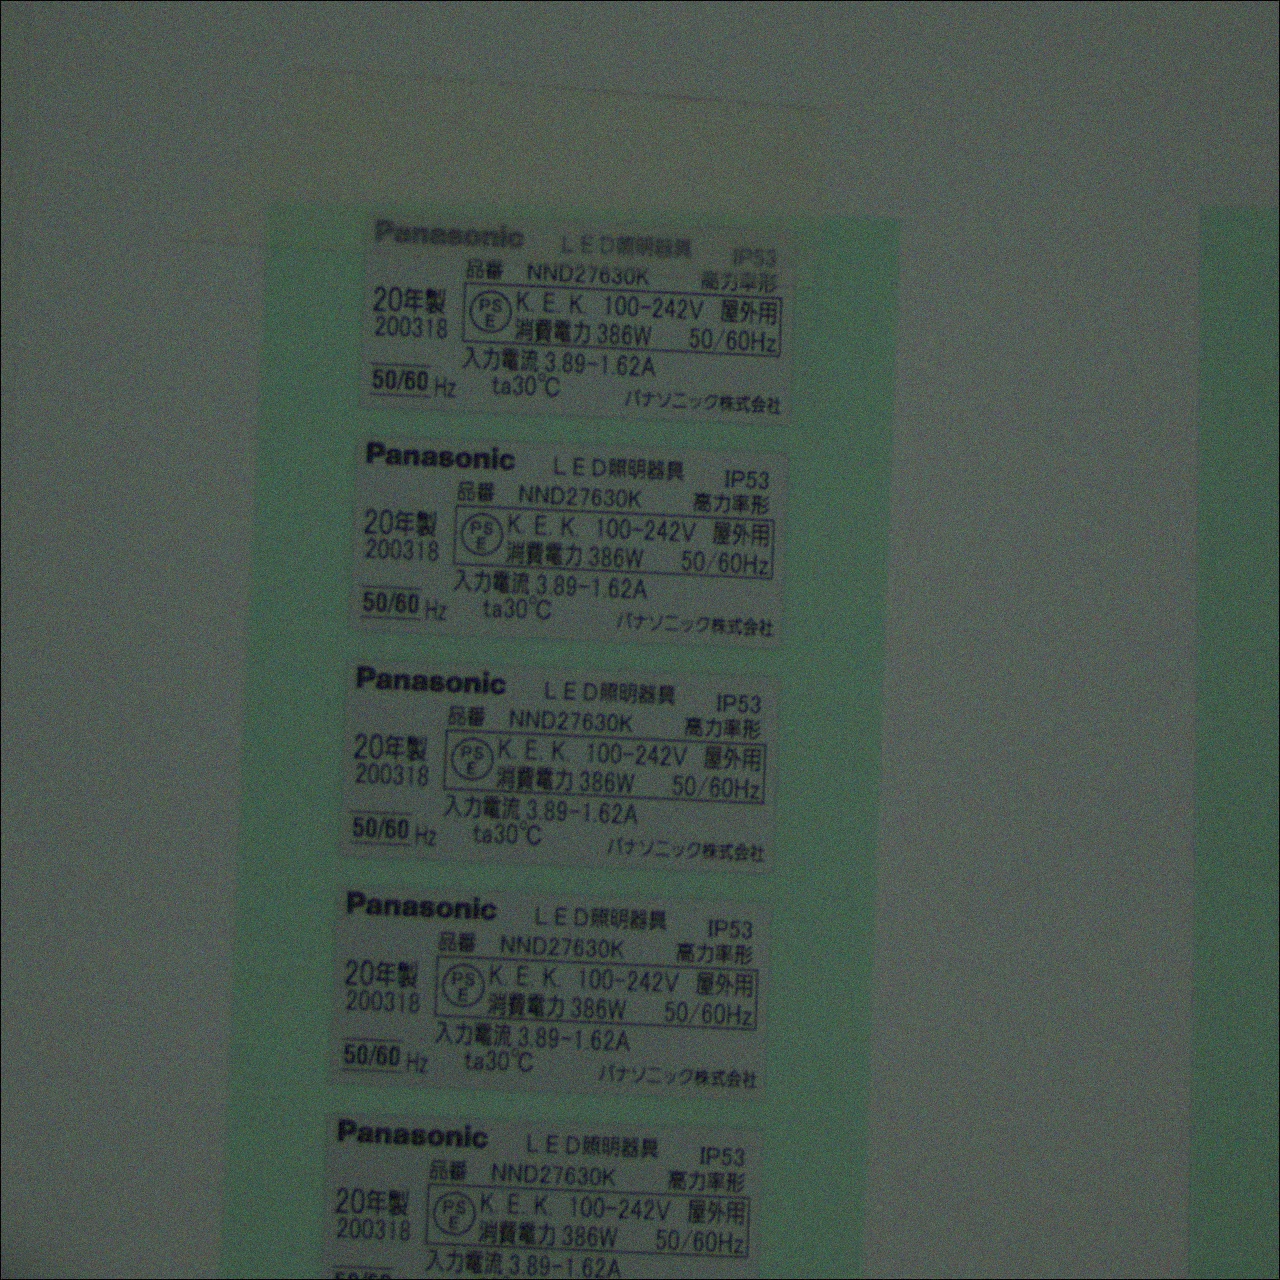 Panasonic LED照明器具 IP53
品番 NND27630K 高力率形
20年製 PS E K. E. K. 100-242V 屋外用
200318 消費電力 386W 50/60Hz
入力電流 3.89-1.62A
50/60 Hz ta30℃ パナソニック株式会社
Panasonic LED照明器具 IP53
品番 NND27630K 高力率形
20年製 PS E K. E. K. 100-242V 屋外用
200318 消費電力 386W 50/60Hz
入力電流 3.89-1.62A
50/60 Hz ta30℃ パナソニック株式会社
Panasonic LED照明器具 IP53
品番 NND27630K 高力率形
20年製 PS E K. E. K. 100-242V 屋外用
200318 消費電力 386W 50/60Hz
入力電流 3.89-1.62A
50/60 Hz ta30℃ パナソニック株式会社
Panasonic LED照明器具 IP53
品番 NND27630K 高力率形
20年製 PS E K. E. K. 100-242V 屋外用
200318 消費電力 386W 50/60Hz
入力電流 3.89-1.62A
50/60 Hz ta30℃ パナソニック株式会社
Panasonic LED照明器具 IP53
品番 NND27630K 高力率形
20年製 PS E K. E. K. 100-242V 屋外用
200318 消費電力 386W 50/60Hz
入力電流 3.89-1.62A